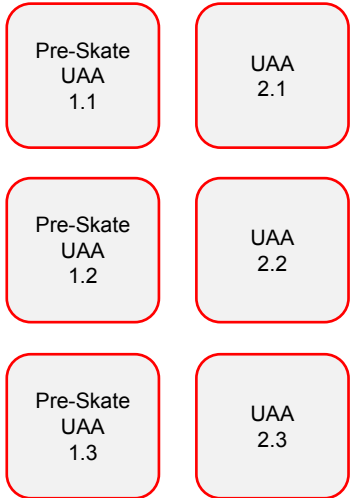 Pre-Skate
UAA
1.1
UAA
2.1
Pre-Skate
UAA
1.2
UAA
2.2
Pre-Skate
UAA
1.3
UAA
2.3